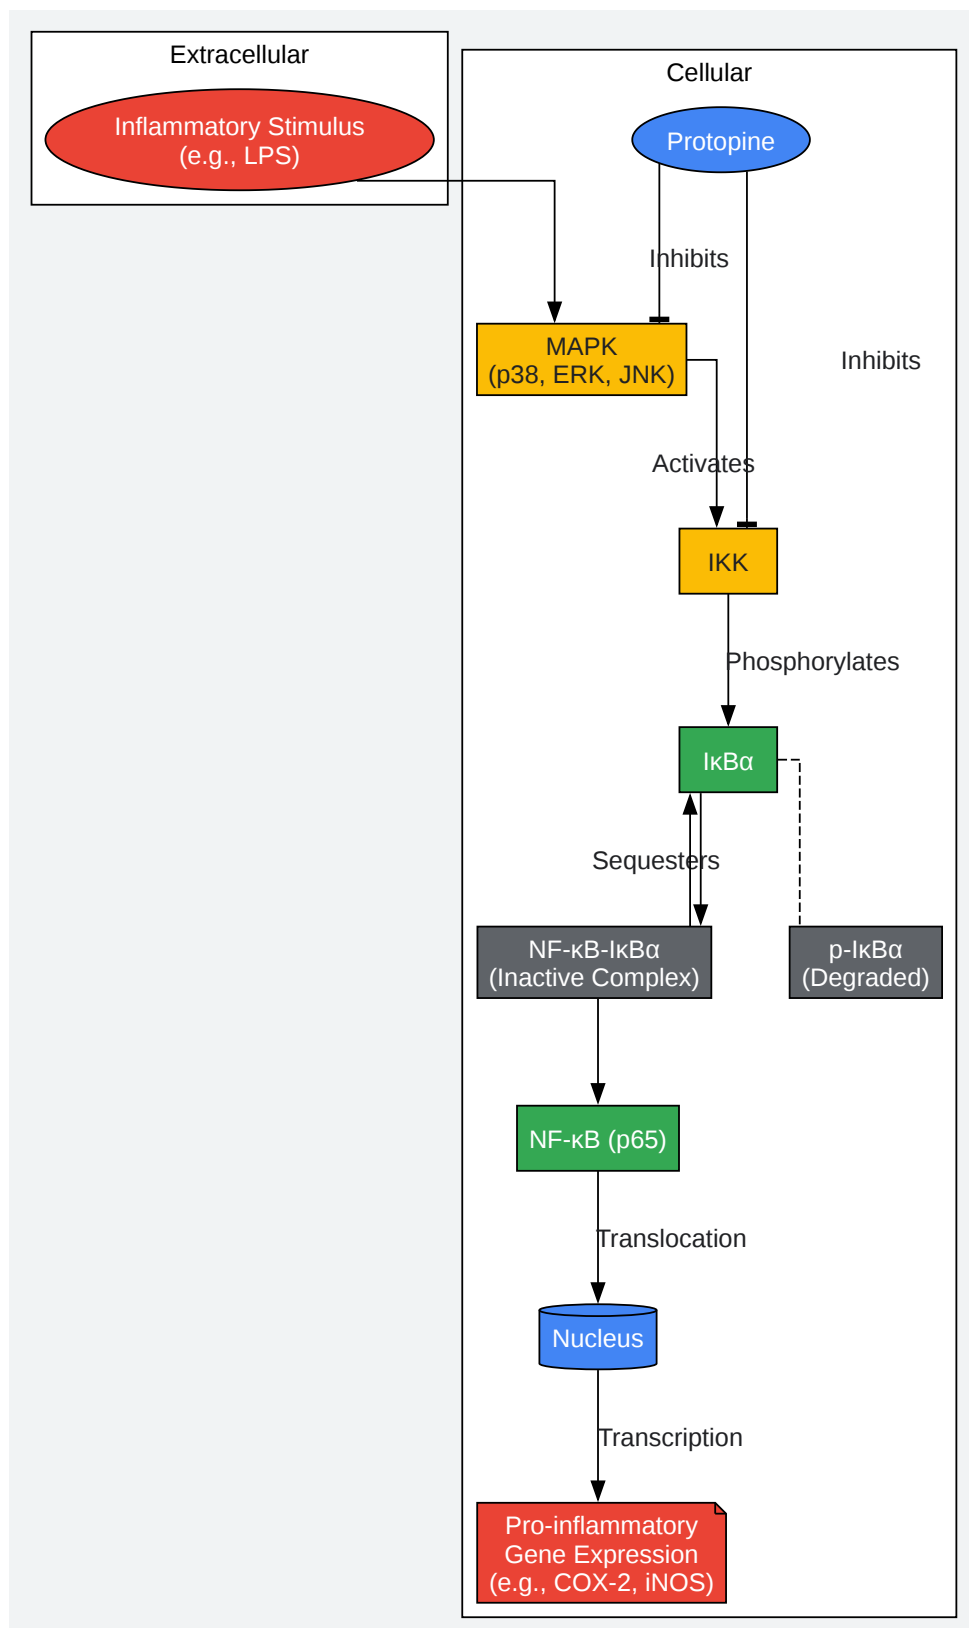 Extracellular
Inflammatory Stimulus
(e.g., LPS)
Cellular
Protopine
Inhibits
MAPK
(p38, ERK, JNK)
Inhibits
Activates
IKK
Phosphorylates
IκBα
Sequesters
NF-κB-IκBα
(Inactive Complex)
p-IκBα
(Degraded)
NF-κB (p65)
Translocation
Nucleus
Transcription
Pro-inflammatory
Gene Expression
(e.g., COX-2, iNOS)